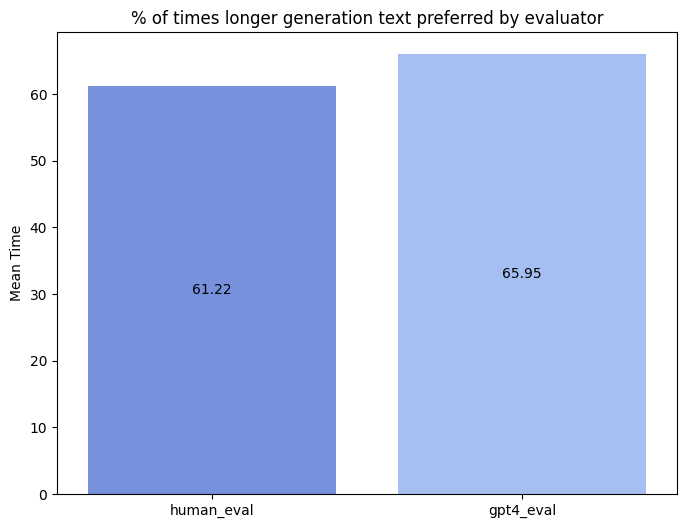 % of times longer generation text preferred by evaluator
Mean Time
60
50
40
30
20
10
0
61.22
65.95
human_eval
gpt4_eval